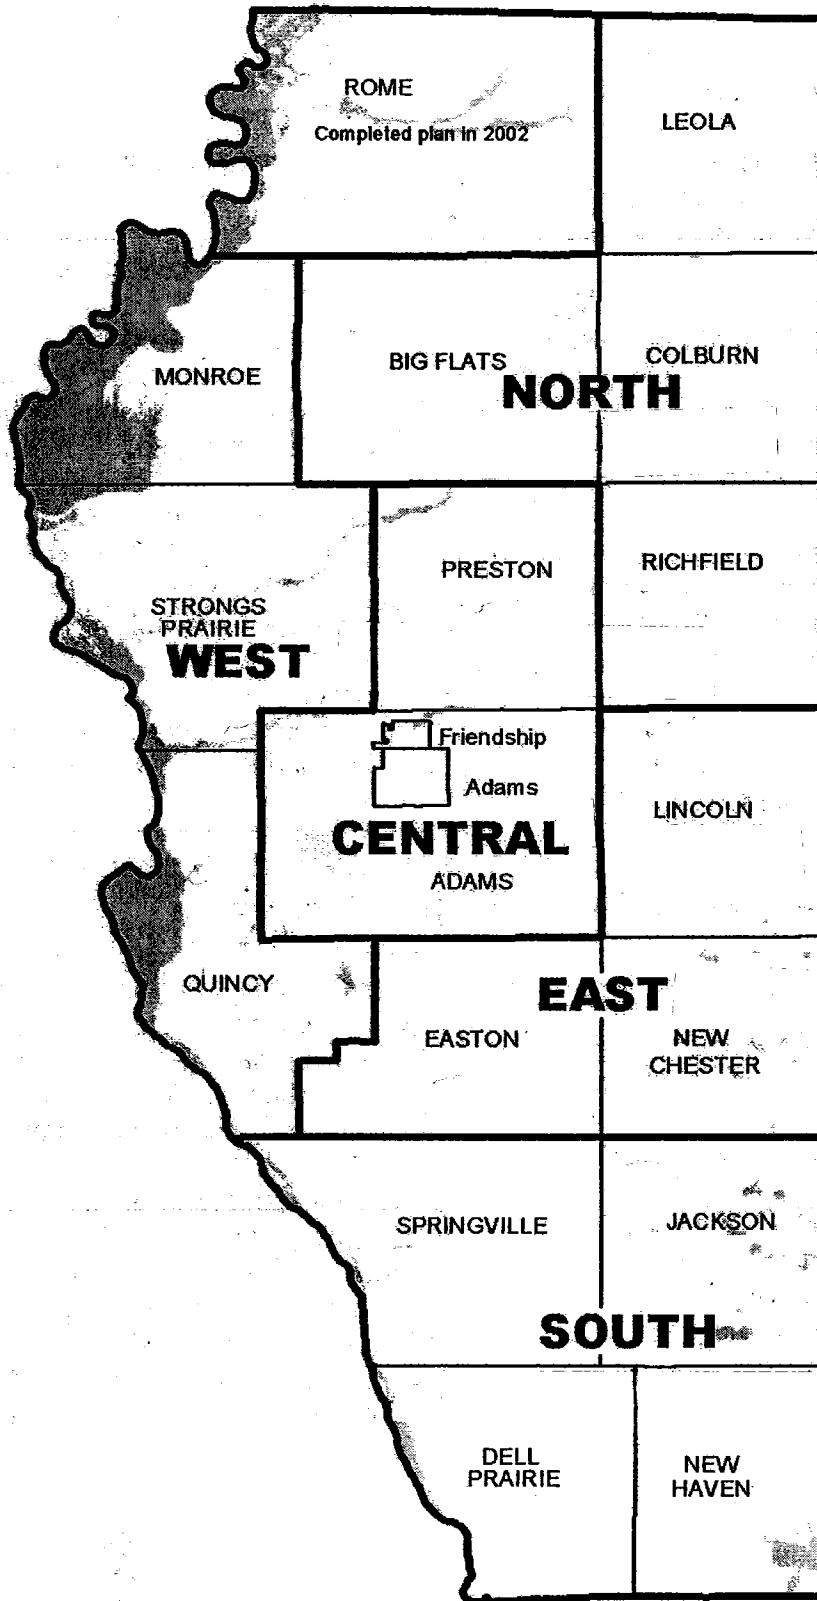 ROME
Completed plan in 2002
LEOLA
MONROE
BIG FLATS
COLBURN
NORTH
PRESTON
RICHFIELD
STRONGS
PRAIRIE
WEST
Friendship
Adams
LINCOLN
CENTRAL
ADAMS
QUINCY
EAST
EASTON
NEW
CHESTER
SPRINGVILLE
JACKSON
SOUTH
DELL
PRAIRIE
NEW
HAVEN